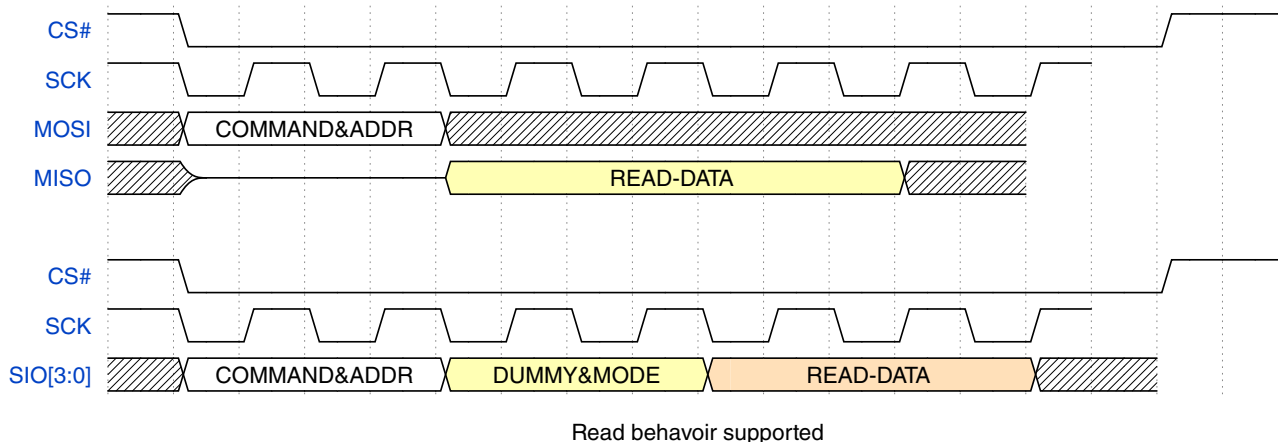 CS#
SCK
MOSI COMMAND&ADDR
MISO READ-DATA
CS#
SCK
SIO[3:0] COMMAND&ADDR DUMMY&MODE READ-DATA
Read behavoir supported